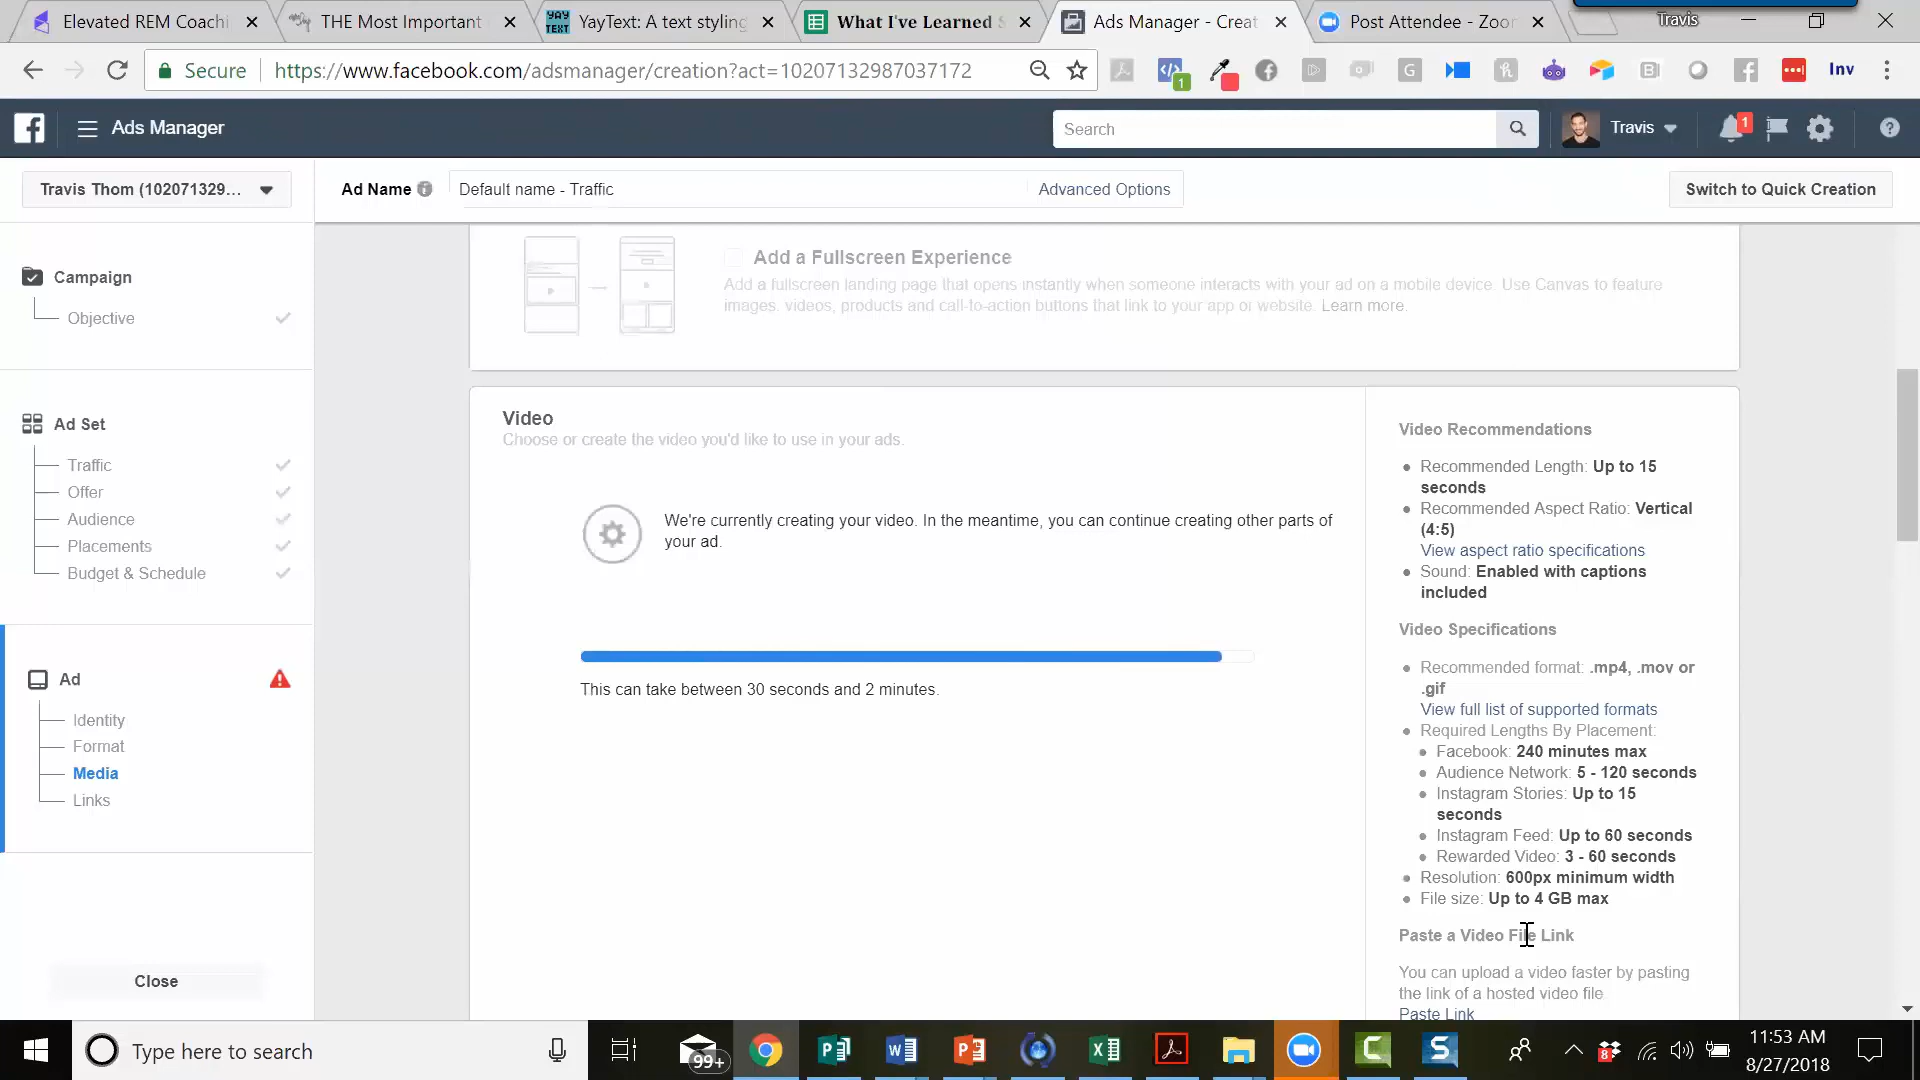 Elevated REM Coachi
THE Most Important
YayText: A text styling
What I've Learned
Ads Manager - Creat
Post Attendee - Zoo
Travis
Secure
https://www.facebook.com/adsmanager/creation?act=10207132987037172
1
Inv
Ads Manager
Search
Travis
1
Travis Thom (102071329...
Ad Name
Default name - Traffic
Advanced Options
Switch to Quick Creation
Campaign
Objective
Ad Set
Traffic
Offer
Audience
Placements
Budget & Schedule
Ad
Identity
Format
Media
Links
Close
Add a Fullscreen Experience
Add a fullscreen landing page that opens instantly when someone interacts with your ad on a mobile device. Use Canvas to feature
images, videos, products and call-to-action buttons that link to your app or website. Learn more.
Video
Choose or create the video you'd like to use in your ads.
We're currently creating your video. In the meantime, you can continue creating other parts of
your ad.
This can take between 30 seconds and 2 minutes.
Video Recommendations
Recommended Length: Up to 15
seconds
Recommended Aspect Ratio: Vertical
(4:5)
View aspect ratio specifications
Sound: Enabled with captions
included
Video Specifications
Recommended format: .mp4, .mov or
.gif
View full list of supported formats
Required Lengths By Placement:
Facebook: 240 minutes max
Audience Network: 5 - 120 seconds
Instagram Stories: Up to 15
seconds
Instagram Feed: Up to 60 seconds
Rewarded Video: 3 - 60 seconds
Resolution: 600px minimum width
File size: Up to 4 GB max
Paste a Video File Link
You can upload a video faster by pasting
the link of a hosted video file
Paste Link
Type here to search
99+
8
11:53 AM
8/27/2018